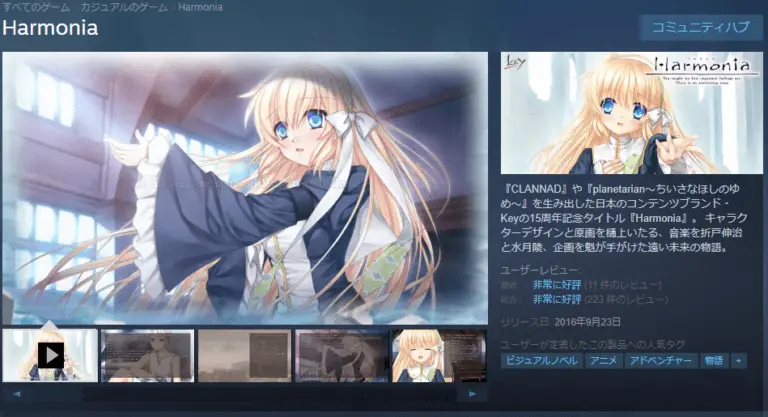 すべてのゲーム > カジュアルのゲーム > Harmonia
Harmonia
コミュニティハブ
Key
Harmonia
『CLANNAD』や『planetarian～ちいさなほしのゆ
め～』を生み出した日本のコンテンツブランド・
Keyの15周年記念タイトル『Harmonia』。 キャラク
ターデザインと原画を樋上いたる、音楽を折戸伸治
と水月陵、企画を魁が手がけた遠い未来の物語。
ユーザーレビュー:
最近: 非常に好評 (11 件のレビュー)
総合: 非常に好評 (223 件のレビュー)
リリース日: 2016年9月23日
ユーザーが定義したこの製品への人気タグ:
ビジュアルノベル
アニメ
アドベンチャー
物語
+